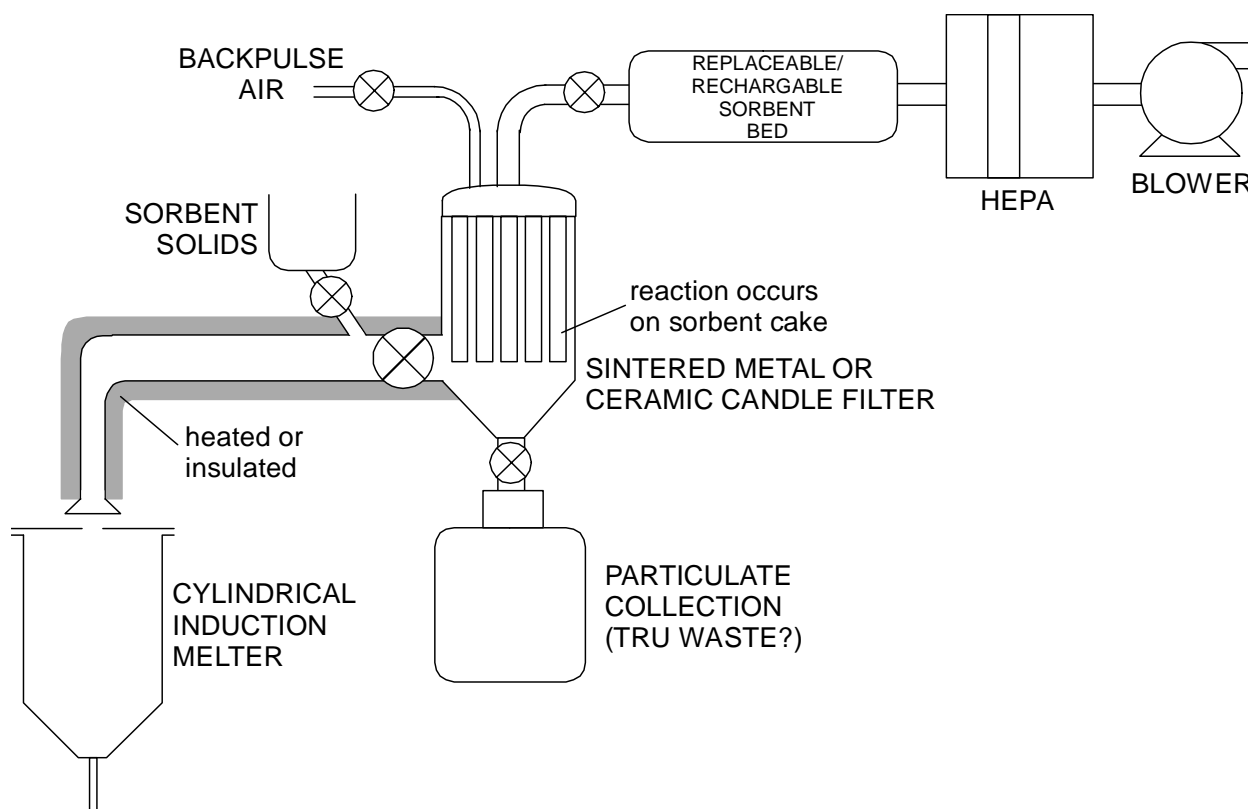 BACKPULSE
AIR
REPLACEABLE/
RECHARGABLE
SORBENT
BED
HEPA
BLOWER
SORBENT
SOLIDS
reaction occurs
on sorbent cake
SINTERED METAL OR
CERAMIC CANDLE FILTER
heated or
insulated
CYLINDRICAL
INDUCTION
MELTER
PARTICULATE
COLLECTION
(TRU WASTE?)